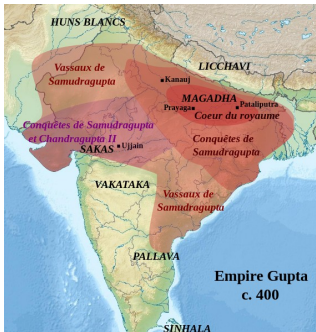 HUNS BLANCS
Vassaux de
Samudragupta
LICCHAVI
Kanauj
MAGADHA
Prayaga
Pataliputra
Coeur du royaume
Conquêtes de Samudragupta
et Chandragupta II
SAKAS
Ujjain
Conquêtes de
Samudragupta
VAKATAKA
Vassaux de
Samudragupta
PALLAVA
Empire Gupta
c. 400
SINHALA